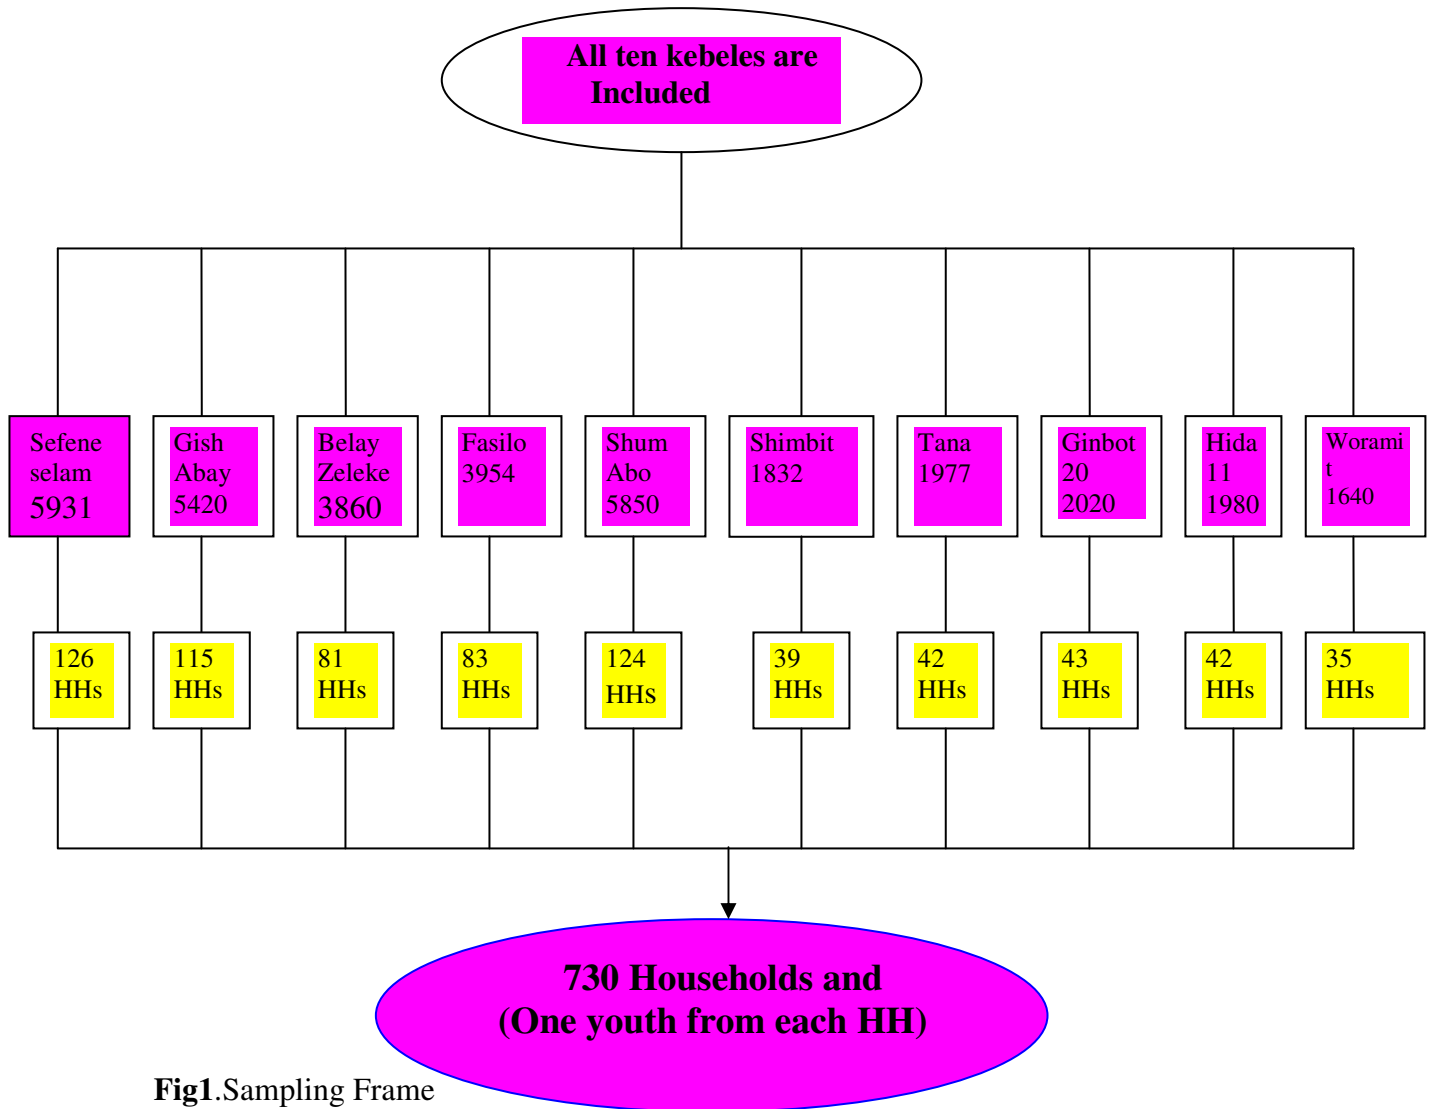 All ten kebeles are
Included
Sefene
selam
5931
Gish
Abay
5420
Belay
Zeleke
3860
Fasilo
3954
Shum
Abo
5850
Shimbit
1832
Tana
1977
Ginbot
20
2020
Hida
11
1980
Worami
t
1640
126
HHs
115
HHs
81
HHs
83
HHs
124
HHs
39
HHs
42
HHs
43
HHs
42
HHs
35
HHs
730 Households and
(One youth from each HH)
Fig1.Sampling Frame